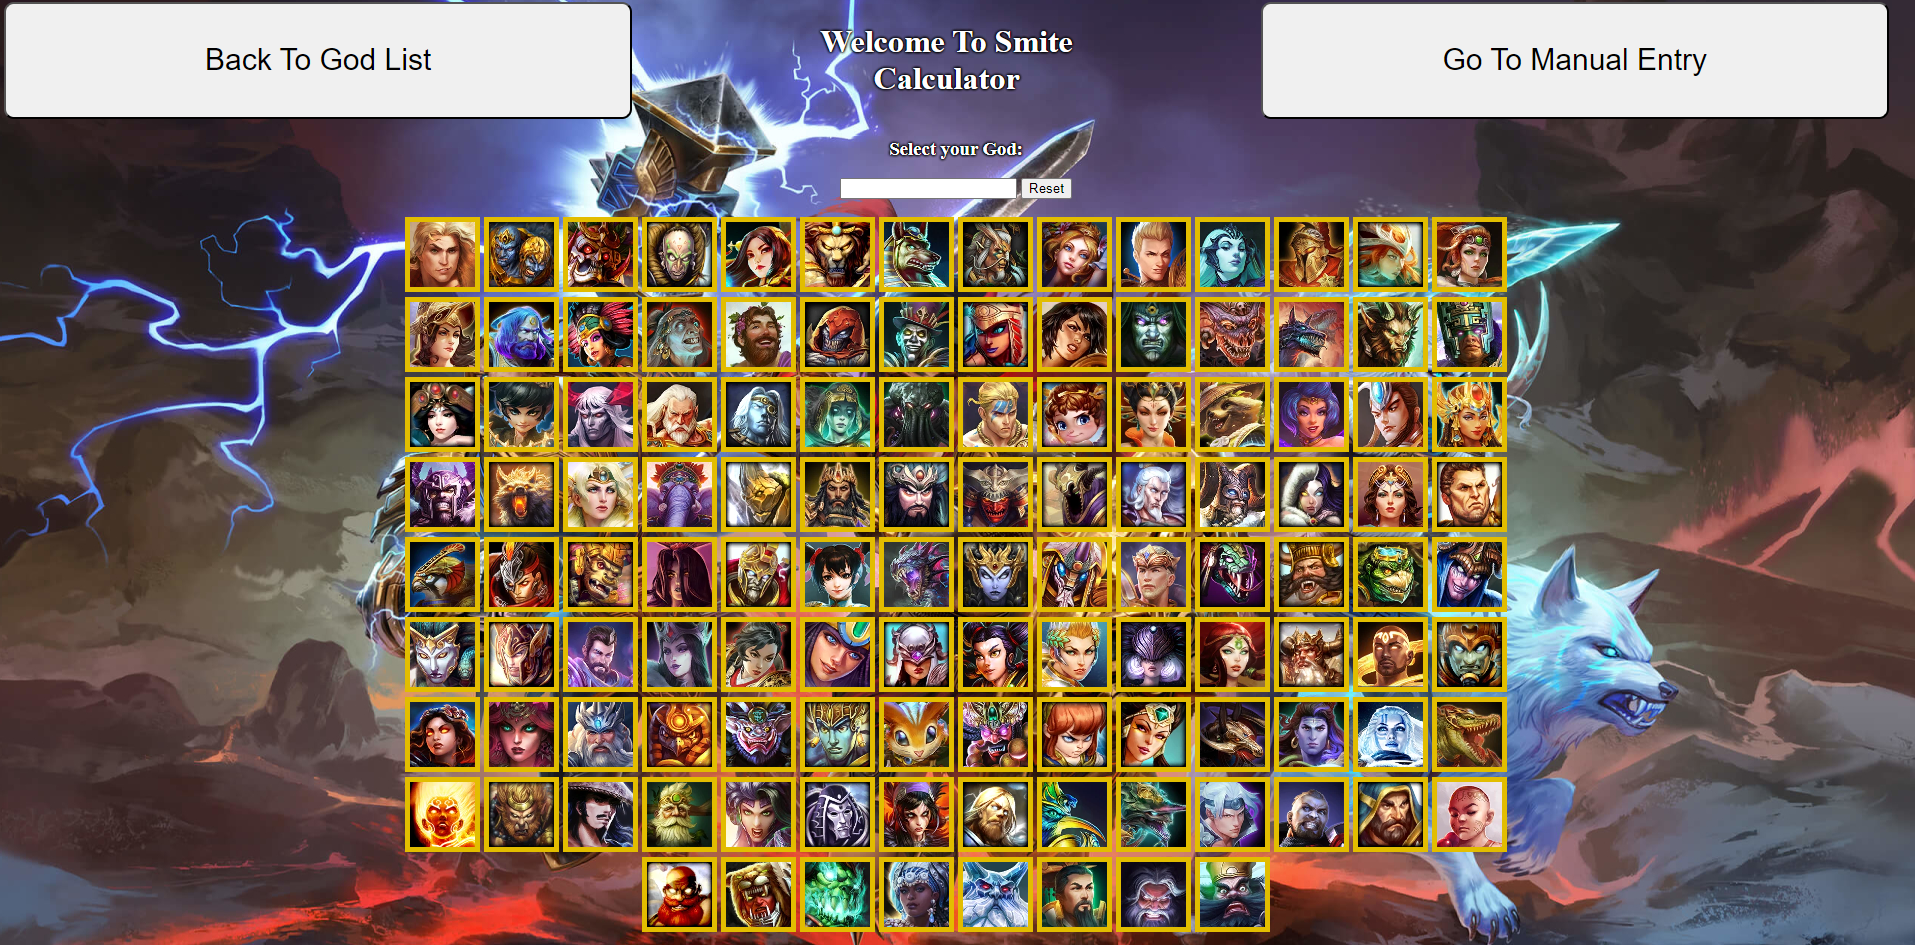 Back To God List
Welcome To Smite
Calculator
Go To Manual Entry
Select your God:
Reset